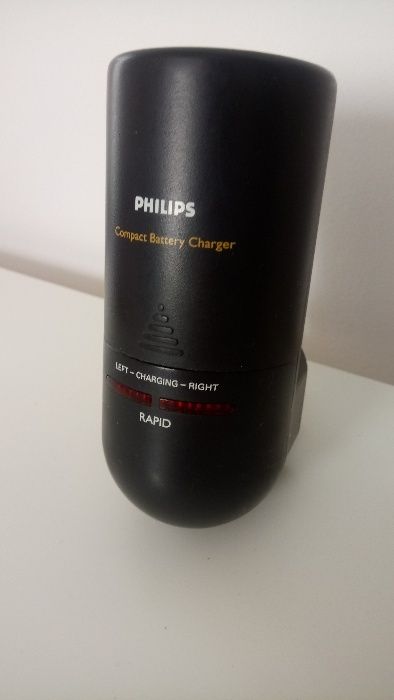 PHILIPS
Compact Battery Charger
LEFT – CHARGING – RIGHT
RAPID